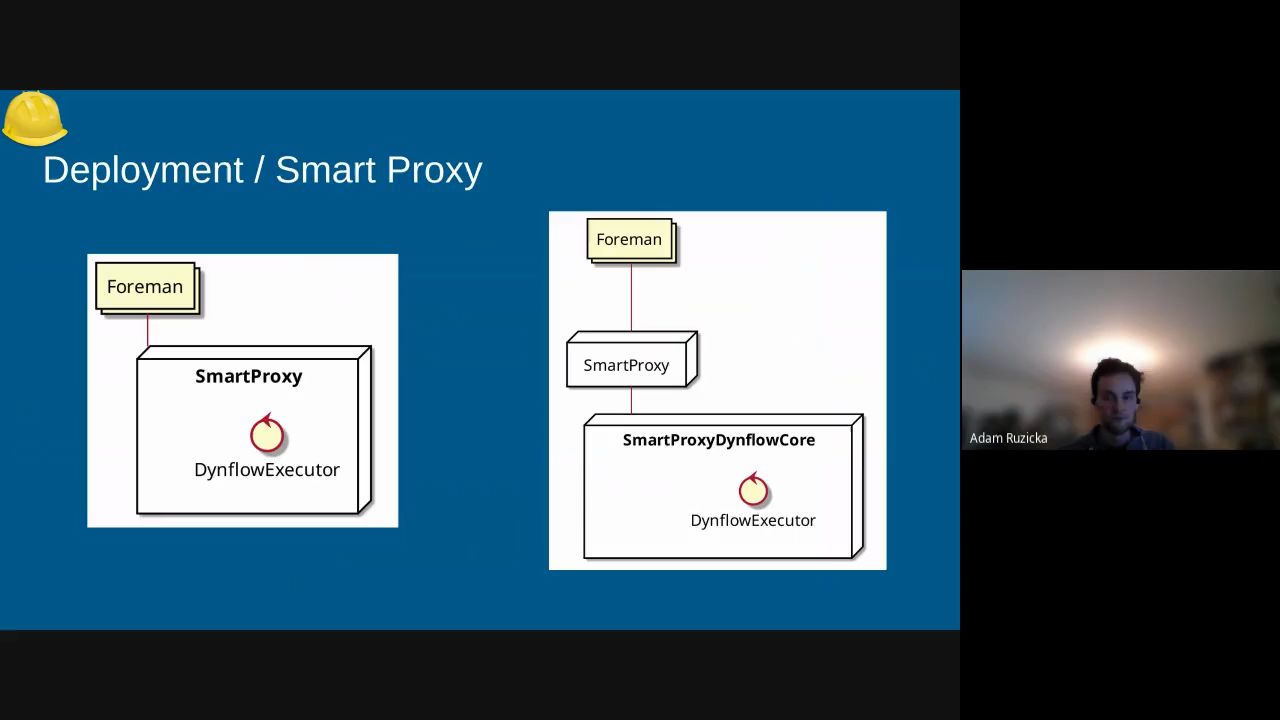 Deployment / Smart Proxy
Foreman
SmartProxy
DynflowExecutor
Foreman
SmartProxy
SmartProxyDynflowCore
DynflowExecutor
Adam Ruzicka